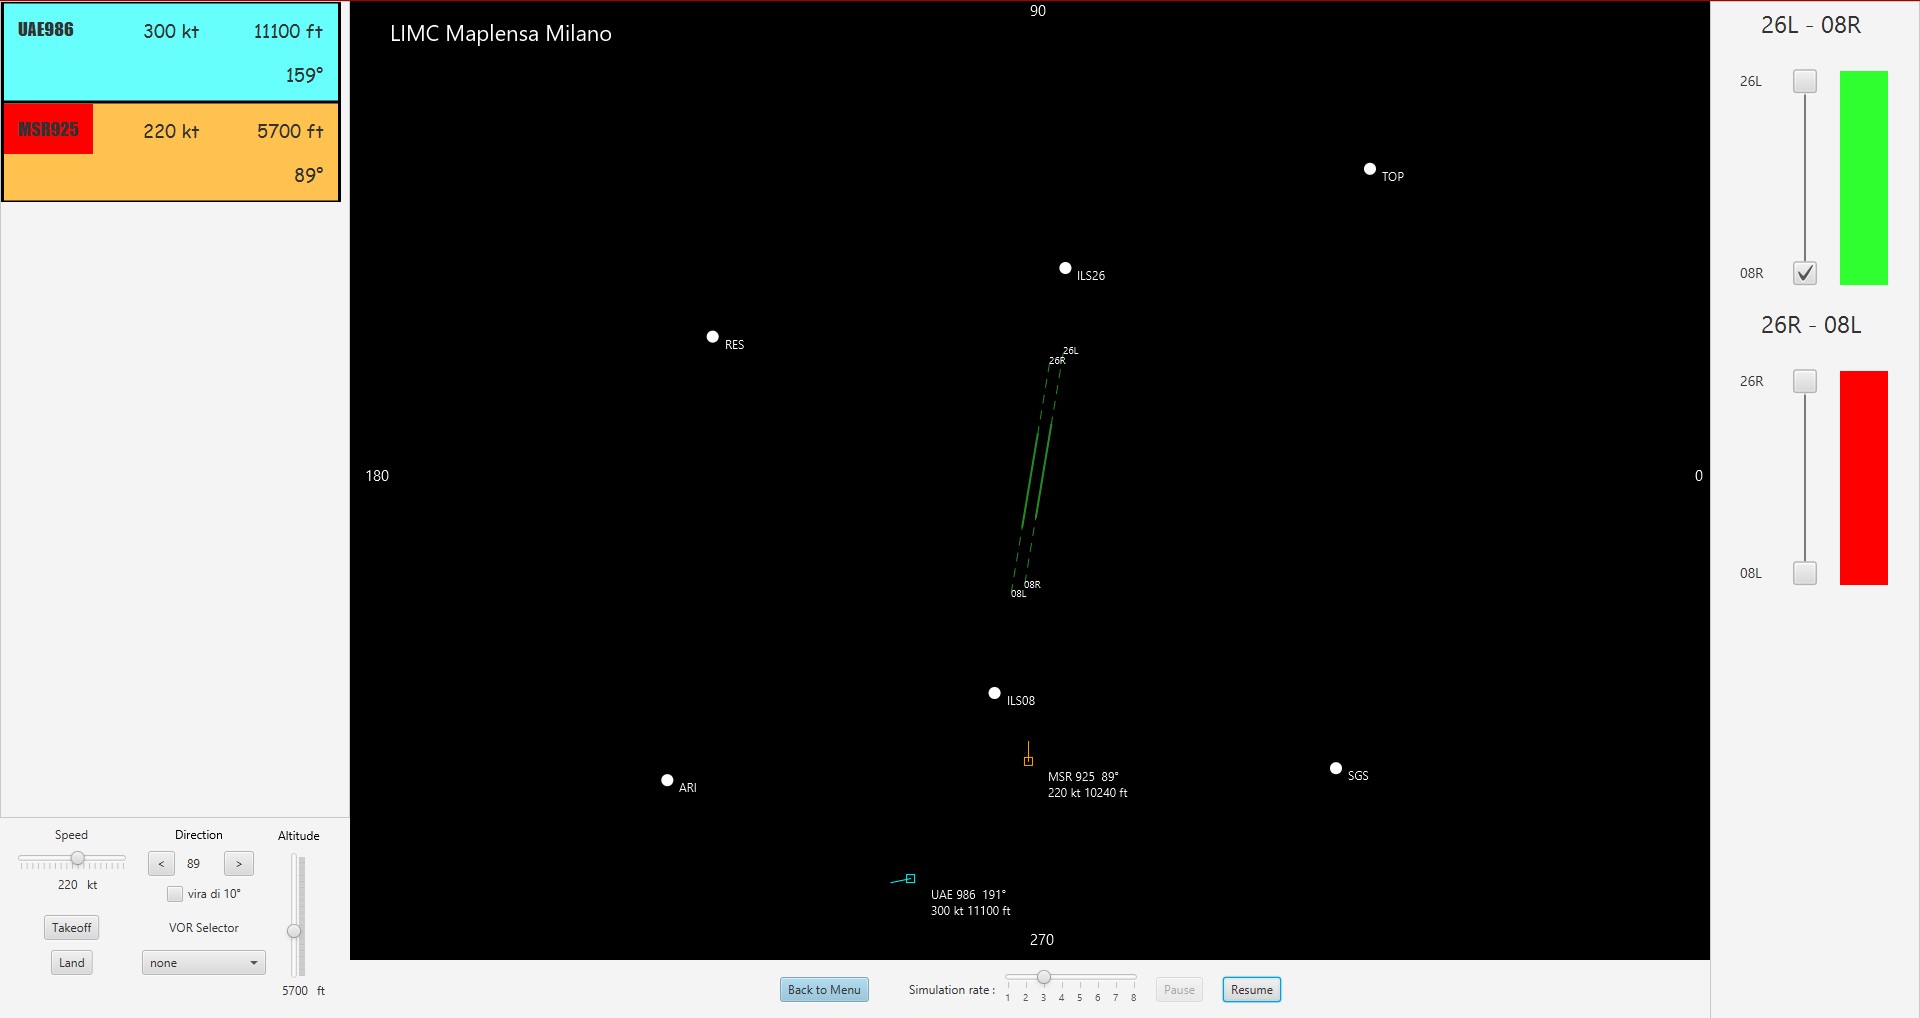 UAE986 300 kt 11100 ft
159°
MSR925 220 kt 5700 ft
89°
Speed Direction Altitude
< 89 >
220 kt
vira di 10°
Takeoff VOR Selector
Land none
5700 ft
LIMC Maplensa Milano
90
TOP
ILS26
RES
26L
26R
180
0
08R
08L
ILS08
MSR 925 89°
220 kt 10240 ft
SGS
ARI
UAE 986 191°
300 kt 11100 ft
270
Back to Menu Simulation rate : 1 2 3 4 5 6 7 8 Pause Resume
26L - 08R
26L
08R
26R - 08L
26R
08L